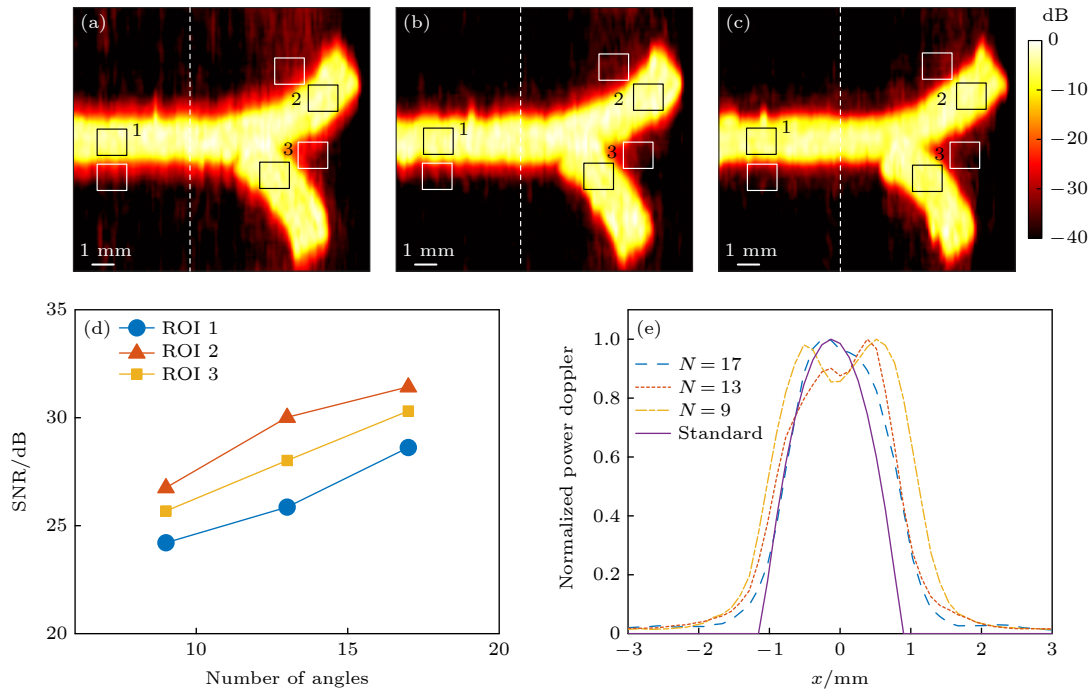 (a)
(b)
(c)
dB
0
−10
−20
−30
−40
1
2
3
1 mm
1
2
3
1 mm
1
2
3
1 mm
(d)
ROI 1
ROI 2
ROI 3
35
30
25
20
10
15
20
SNR/dB
Number of angles
(e)
N = 17
N = 13
N = 9
Standard
1.0
0.8
0.6
0.4
0.2
0
−3
−2
−1
0
1
2
3
Normalized power doppler
x/mm